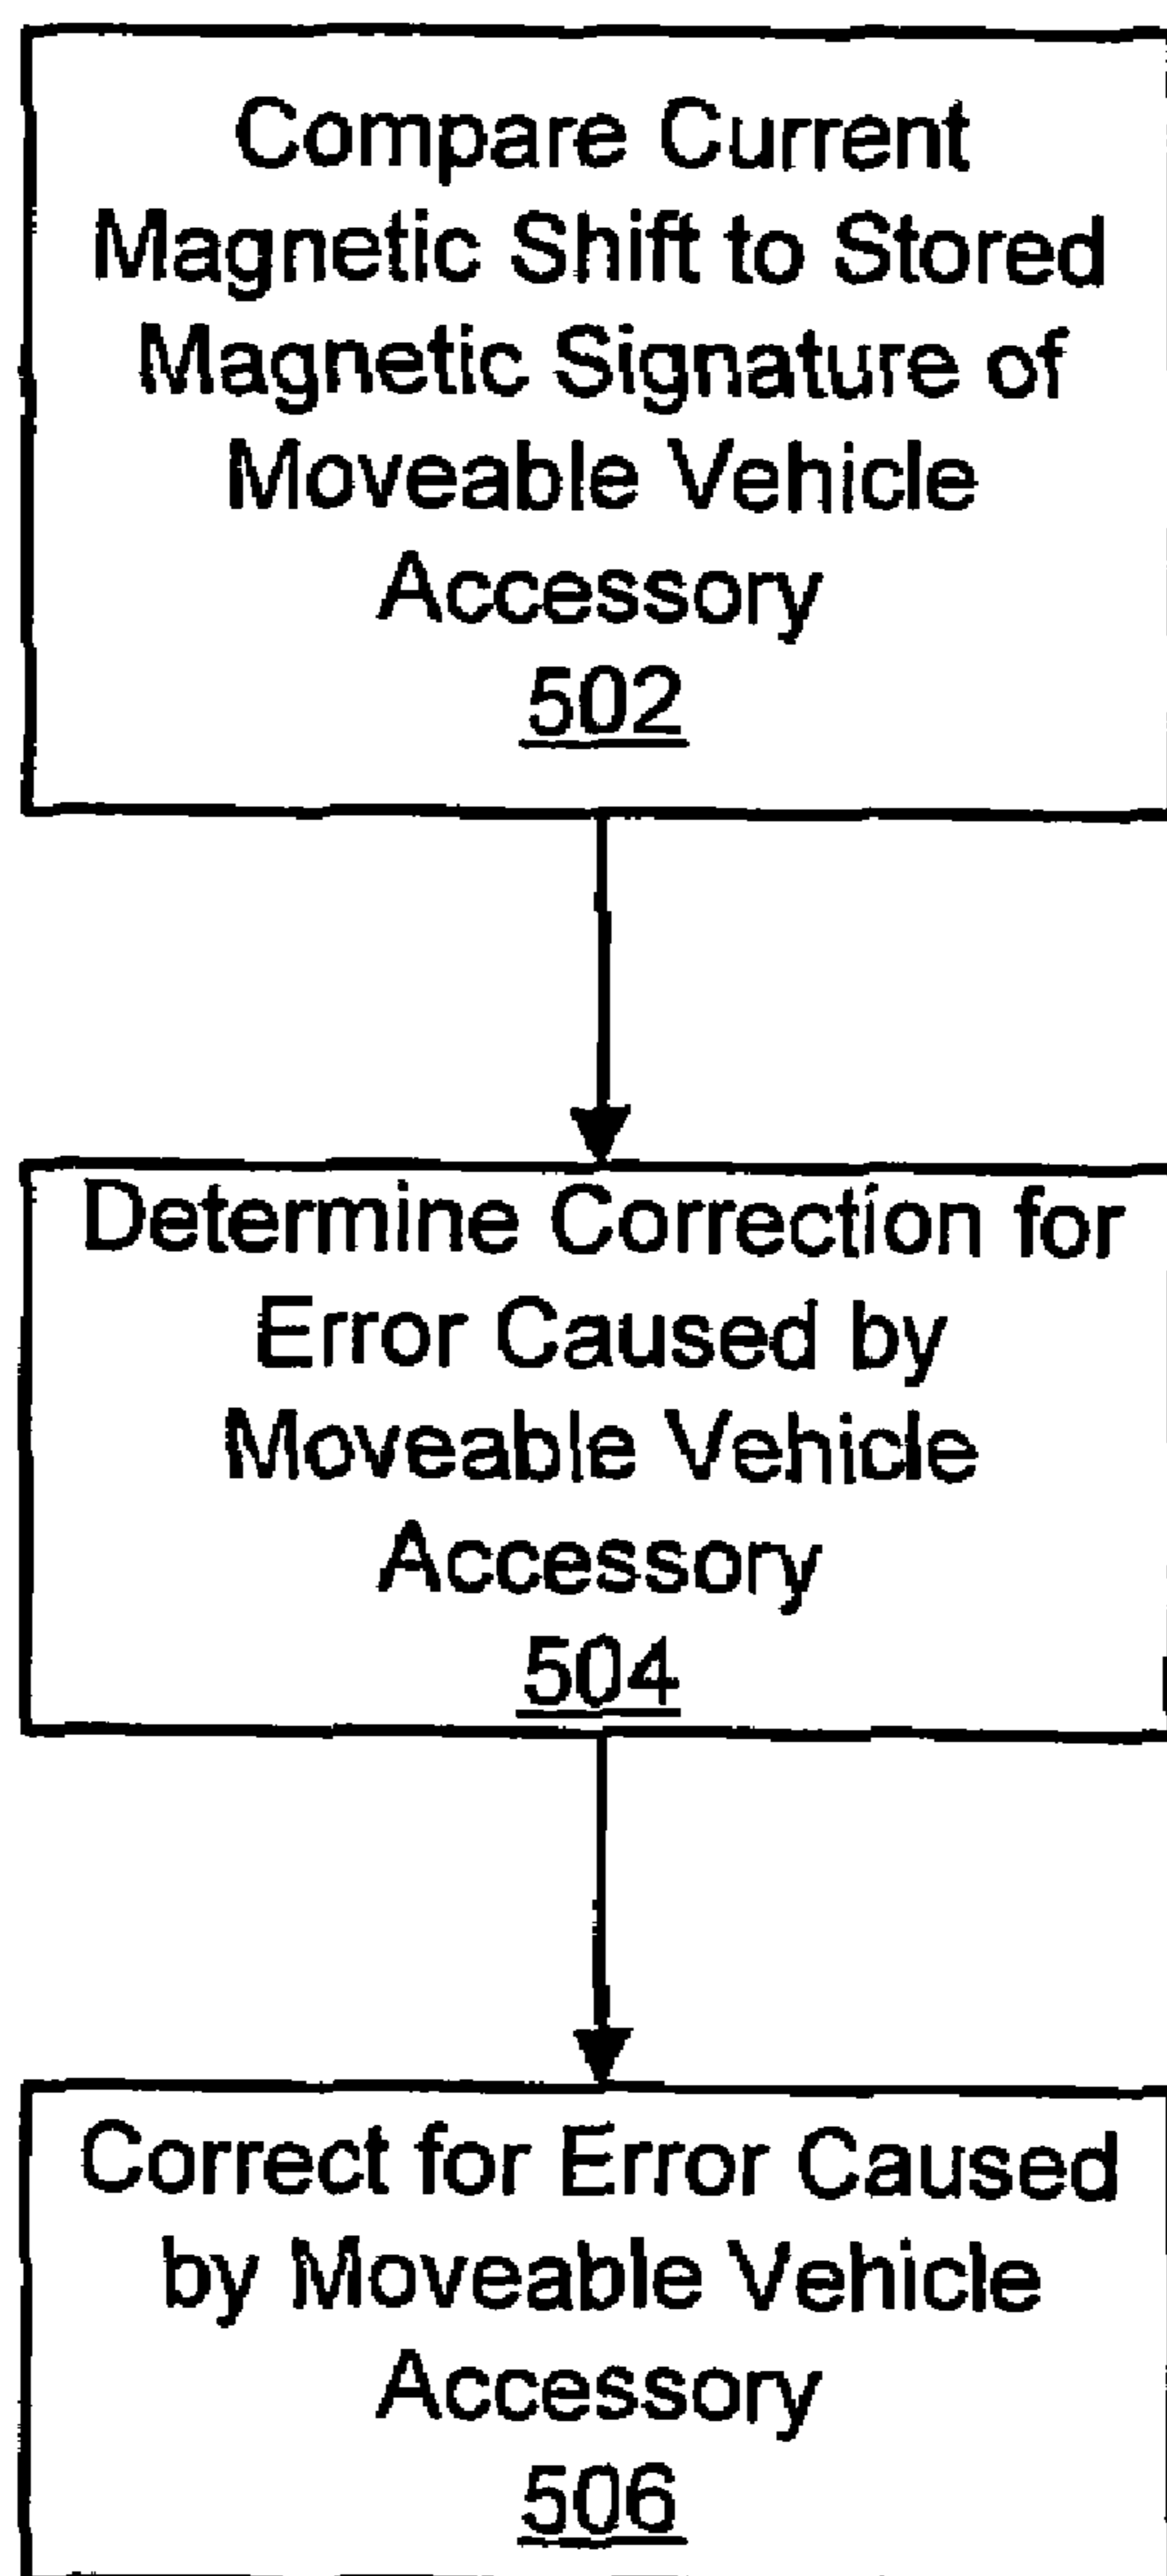 Compare Current
Magnetic Shift to Stored
Magnetic Signature of
Moveable Vehicle
Accessory
502
Determine Correction for
Error Caused by
Moveable Vehicle
Accessory
504
Correct for Error Caused
by Moveable Vehicle
Accessory
506